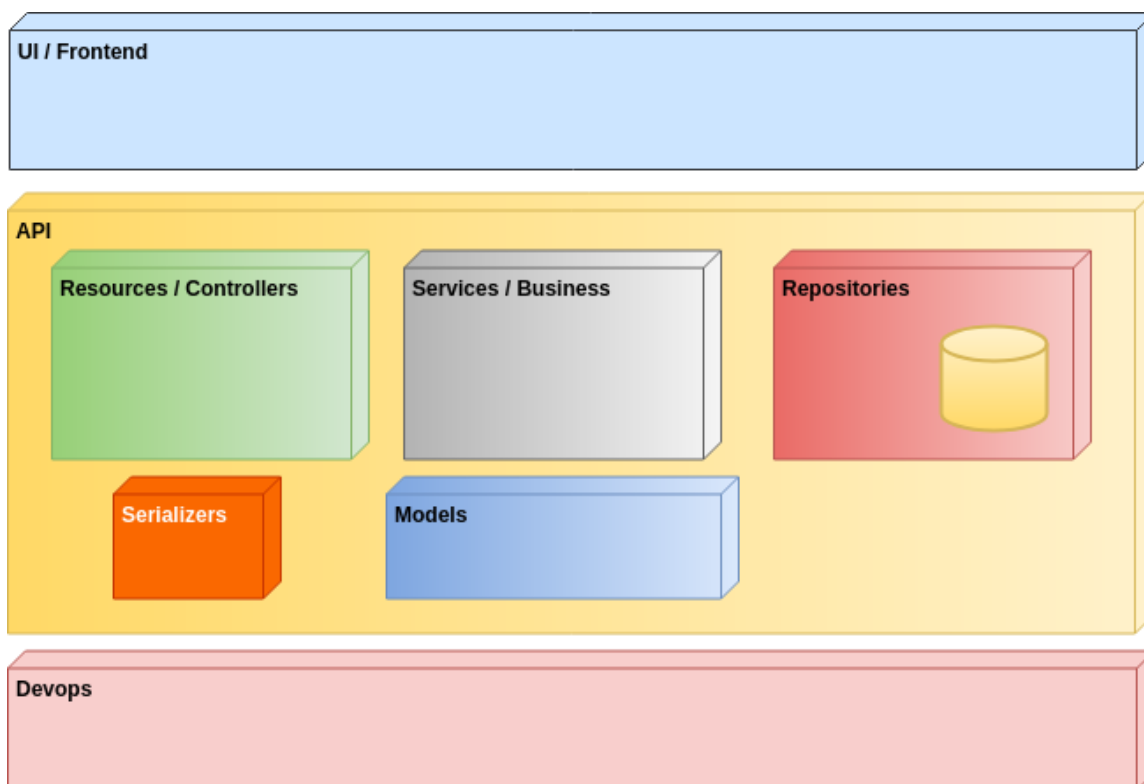 UI / Frontend
API
Resources / Controllers
Services / Business
Repositories
Serializers
Models
Devops